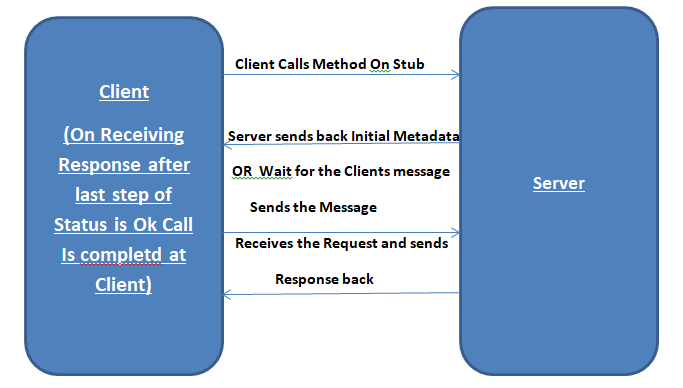 Client
(On Receiving
Response after
last step of
Status is Ok Call
Is completd at
Client)
Client Calls Method On Stub
Server sends back Initial Metadata
OR Wait for the Clients message
Sends the Message
Receives the Request and sends
Response back
Server